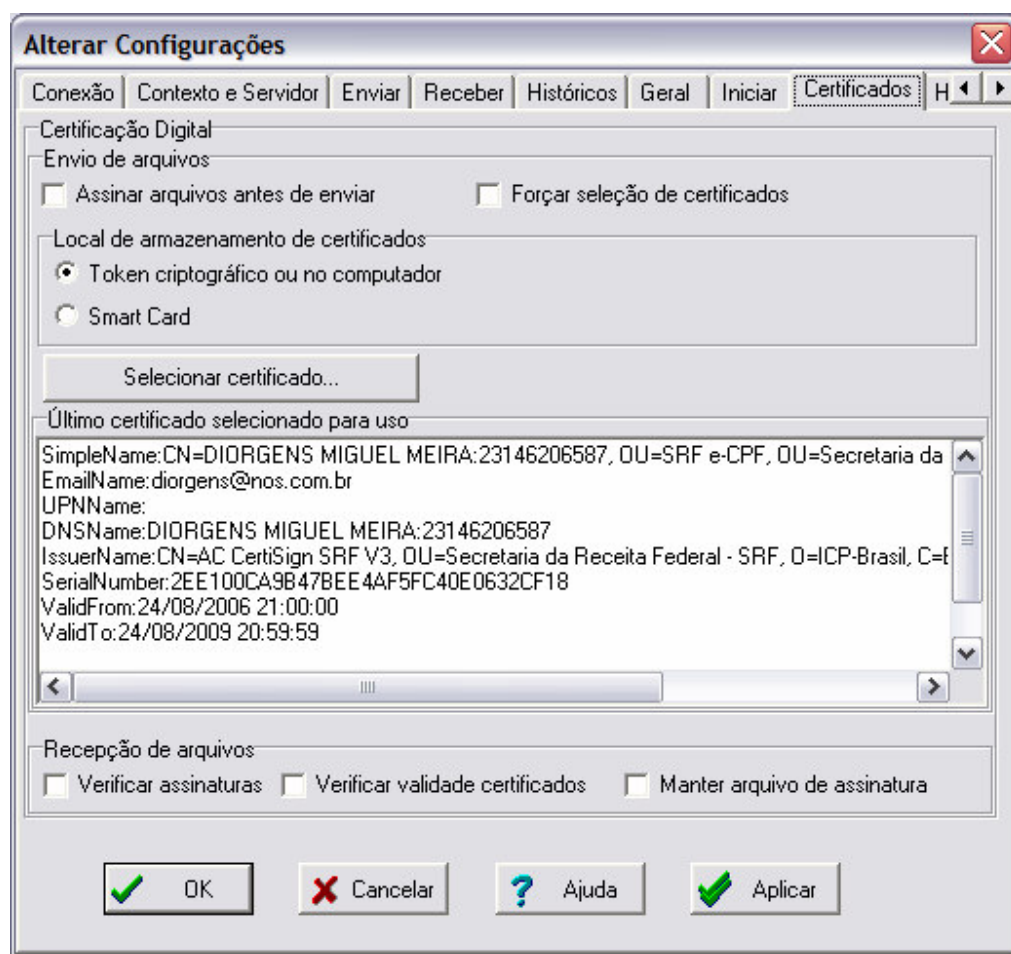 Alterar Configurações
Conexão Contexto e Servidor Enviar Receber Históricos Geral Iniciar Certificados H
Certificação Digital
Envio de arquivos
Assinar arquivos antes de enviar Forçar seleção de certificados
Local de armazenamento de certificados
Token criptográfico ou no computador
Smart Card
Selecionar certificado...
Último certificado selecionado para uso
SimpleName:CN=DIORGENS MIGUEL MEIRA:23146206587, OU=SRF e-CPF, OU=Secretaria da
EmailName:diorgens@nos.com.br
UPNName:
DNSName:DIORGENS MIGUEL MEIRA:23146206587
IssuerName:CN=AC CertiSign SRF V3, OU=Secretaria da Receita Federal - SRF, O=ICP-Brasil, C=
SerialNumber:2EE100CA9B47BEE4AF5FC40E0632CF18
ValidFrom:24/08/2006 21:00:00
ValidTo:24/08/2009 20:59:59
Recepção de arquivos
Verificar assinaturas Verificar validade certificados Manter arquivo de assinatura
OK Cancelar Ajuda Aplicar